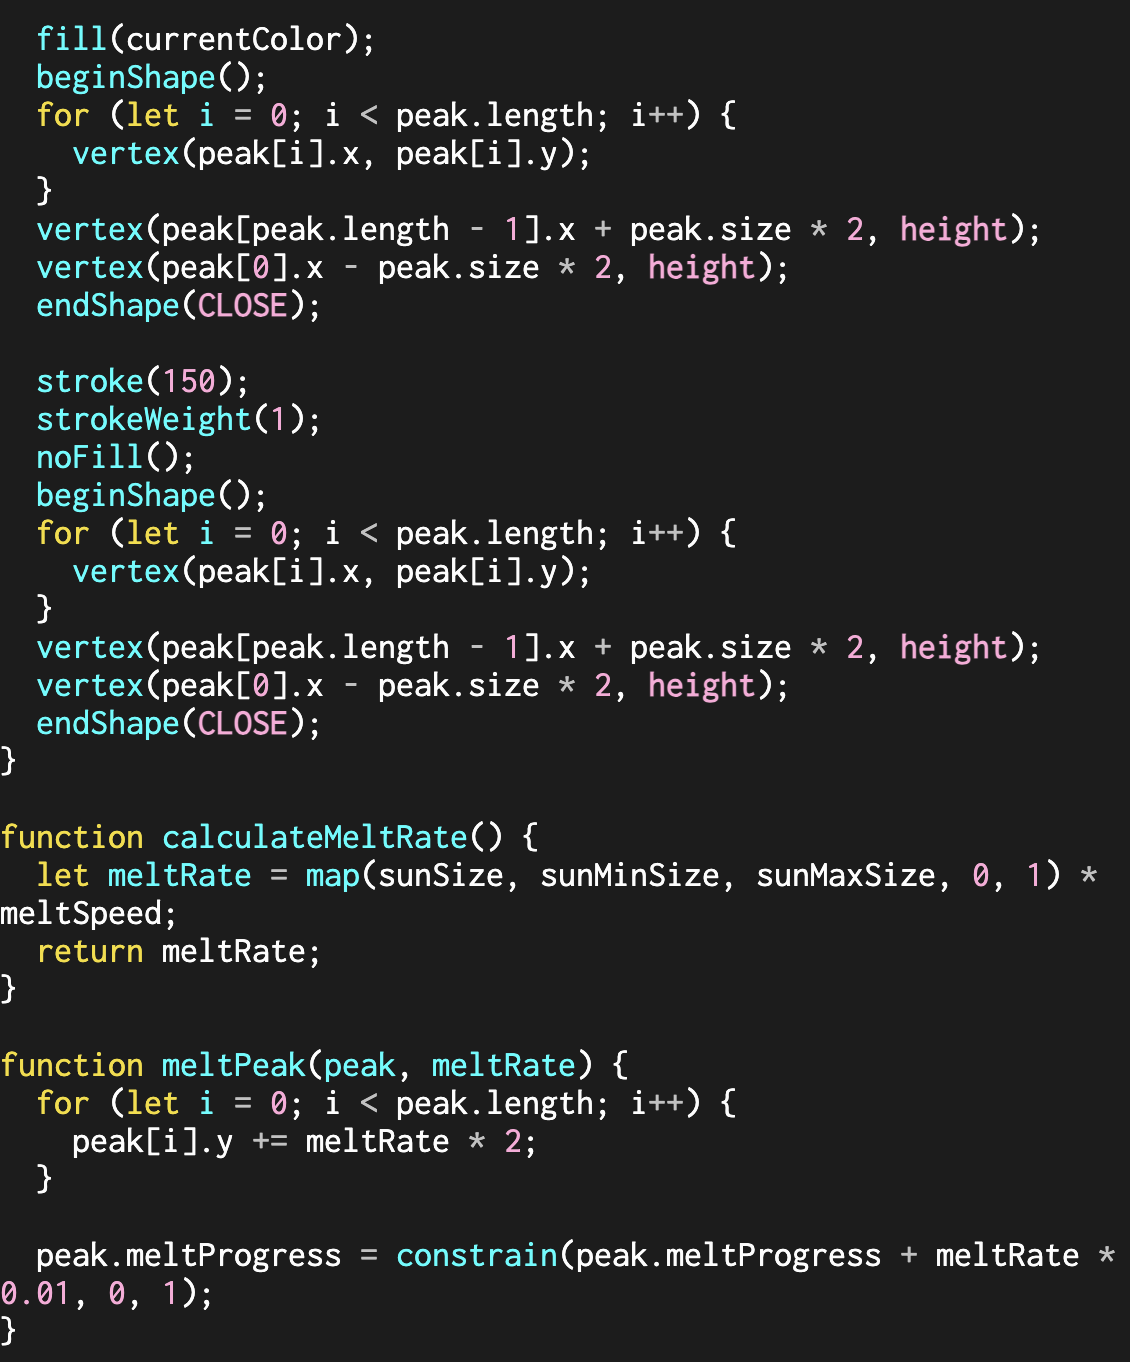 fill(currentColor);
beginShape();
for (let i = 0; i < peak.length; i++) {
vertex(peak[i].x, peak[i].y);
}
vertex(peak[peak.length - 1].x + peak.size * 2, height);
vertex(peak[0].x - peak.size * 2, height);
endShape(CLOSE);
stroke(150);
strokeWeight(1);
noFill();
beginShape();
for (let i = 0; i < peak.length; i++) {
vertex(peak[i].x, peak[i].y);
}
vertex(peak[peak.length - 1].x + peak.size * 2, height);
vertex(peak[0].x - peak.size * 2, height);
endShape(CLOSE);
}
function calculateMeltRate() {
let meltRate = map(sunSize, sunMinSize, sunMaxSize, 0, 1) *
meltSpeed;
return meltRate;
}
function meltPeak(peak, meltRate) {
for (let i = 0; i < peak.length; i++) {
peak[i].y += meltRate * 2;
}
peak.meltProgress = constrain(peak.meltProgress + meltRate *
0.01, 0, 1);
}